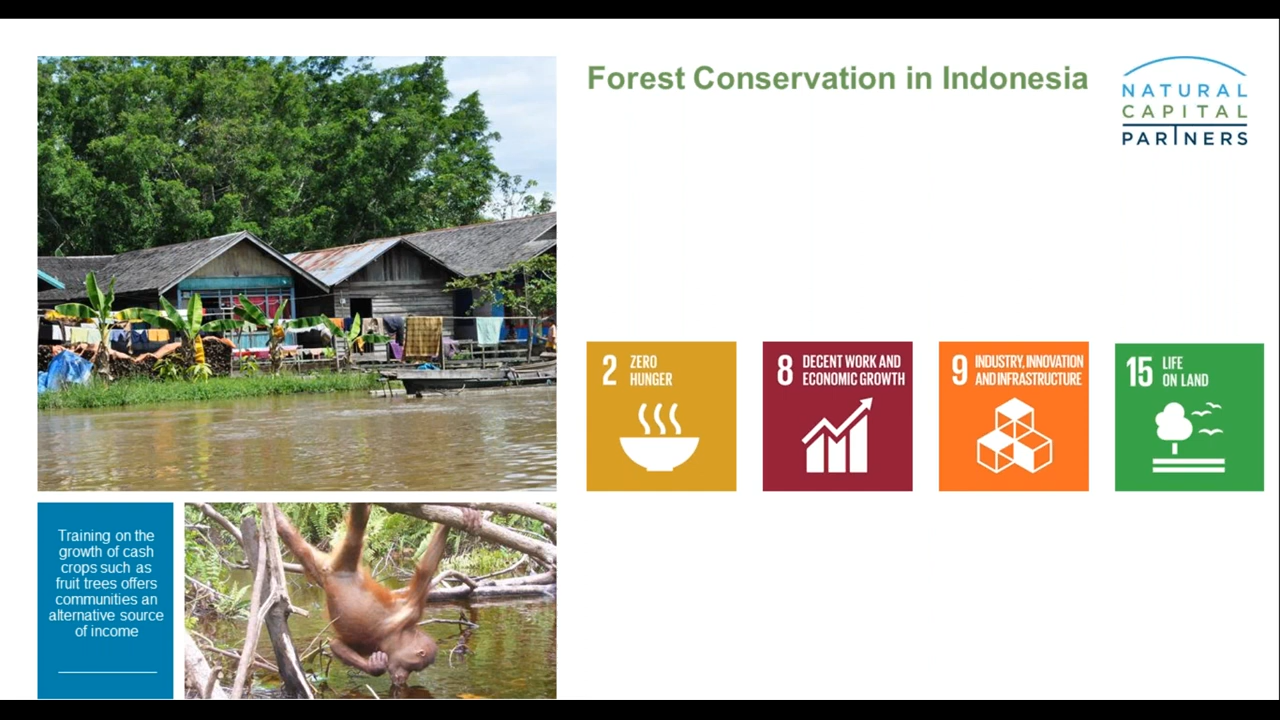 Forest Conservation in Indonesia
NATURAL
CAPITAL
PARTNERS
2 ZERO
HUNGER
8 DECENT WORK AND
ECONOMIC GROWTH
9 INDUSTRY, INNOVATION
AND INFRASTRUCTURE
15 LIFE
ON LAND
Training on the
growth of cash
crops such as
fruit trees offers
communities an
alternative source
of income